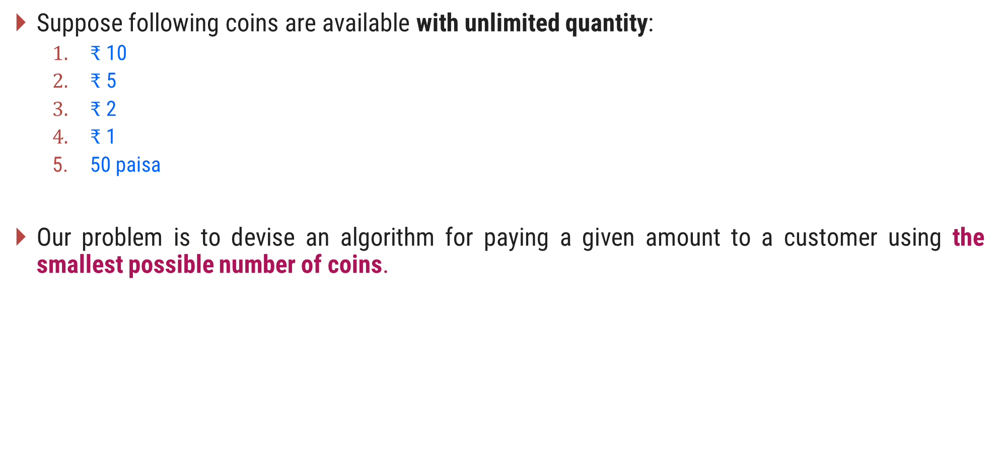 Suppose following coins are available with unlimited quantity:
1. ₹ 10
2. ₹ 5
3. ₹ 2
4. ₹ 1
5. 50 paisa
Our problem is to devise an algorithm for paying a given amount to a customer using the
smallest possible number of coins.